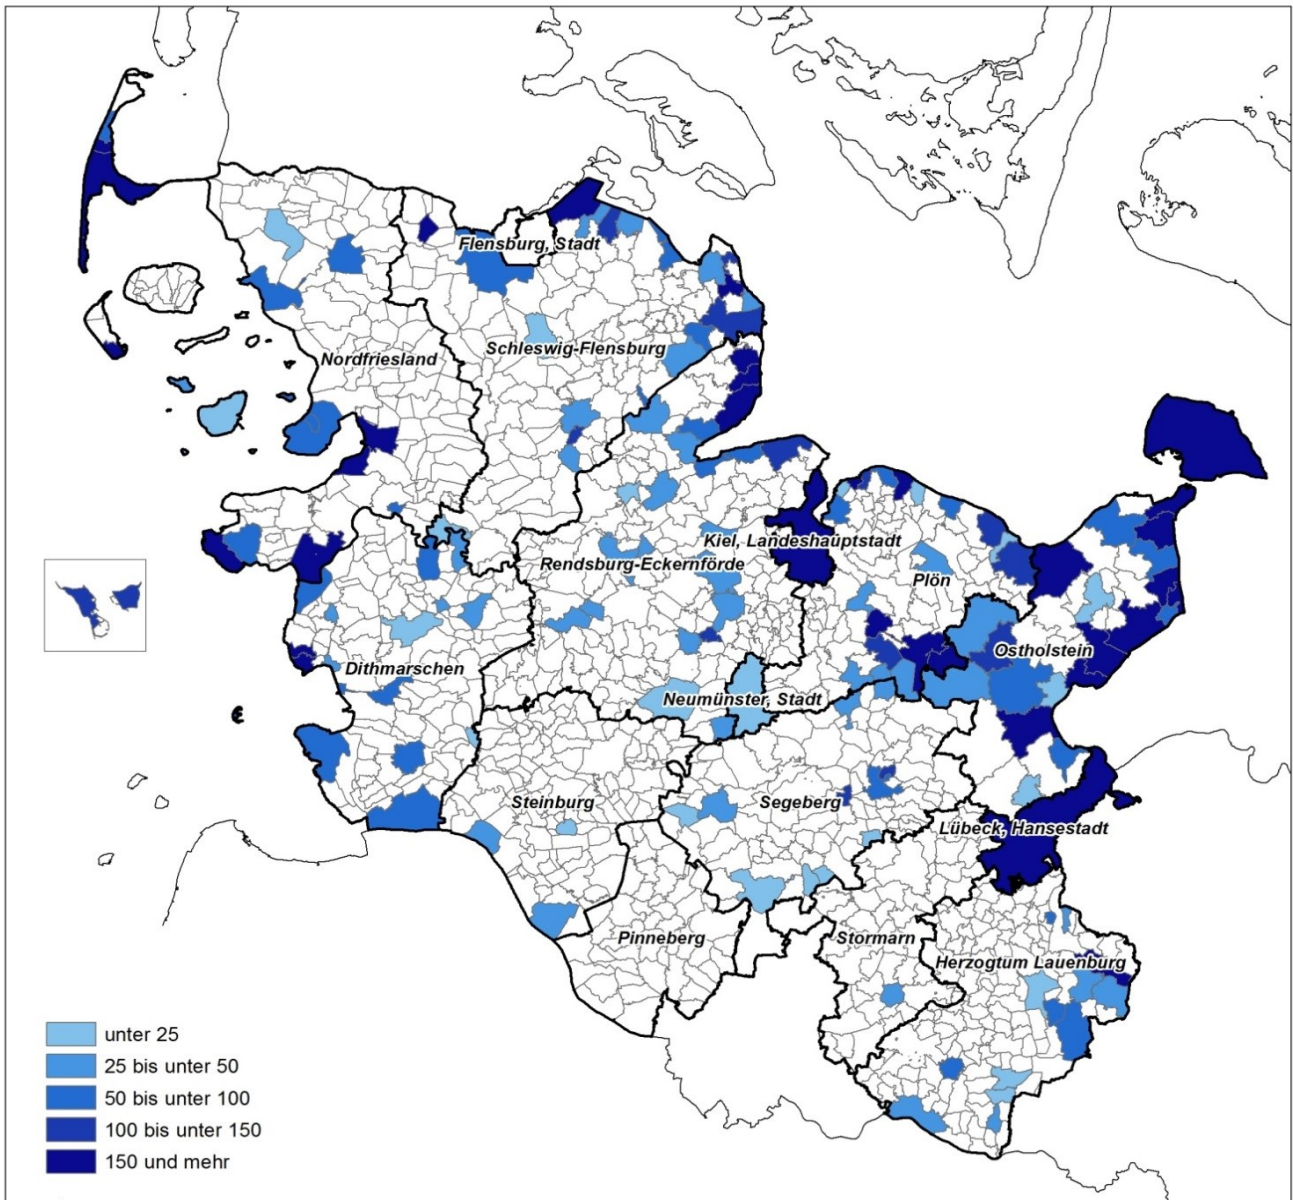 Flensburg, Stadt
Nordfriesland
Schleswig-Flensburg
Kiel, Landeshauptstadt
Rendsburg-Eckernförde
Plön
Ostholstein
Dithmarschen
Neumünster, Stadt
Steinburg
Segeberg
Lübeck, Hansestadt
Pinneberg
Stormarn
Herzogtum Lauenburg
unter 25
25 bis unter 50
50 bis unter 100
100 bis unter 150
150 und mehr